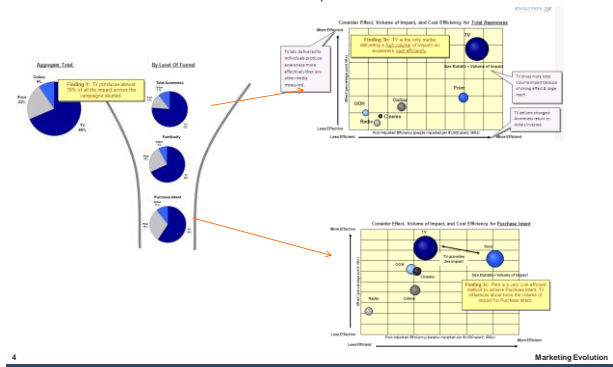 EVOLUTION
Consider Effect, Volume of Impact, and Cost Efficiency for Total Awareness
More Effective
Finding 3b: TV is the only media
delivering a high volume of impact on
awareness cost efficiently.
TV
Size Bubble = Volume of Impact
TV ads delivered to
individuals produce
awareness more
effectively than any
other media
measured.
TV drives more total
Volume Impact because
of strong effect & large
reach.
TV delivers strongest
Awareness return on
dollars invested.
OOH
Online
Print
Cinema
Radio
Less Effective
Less Efficient
More Efficient
Aggregate Total
By Level Of Funnel
Online
Print
TV
Finding 1: TV produces almost
70% of all the impact across the
campaigns studied.
Total Awareness
Familiarity
Purchase Intent
Consider Effect, Volume of Impact, and Cost Efficiency for Purchase Intent
More Effective
TV
Print
TV provides
2xs impact
OOH
Cinema
Size Bubble = Volume of Impact
Radio
Online
Finding 3c: Print is a very cost efficient
method to achieve Purchase Intent. TV
influences about twice the volume of
impact for Purchase Intent.
Less Effective
Less Efficient
More Efficient
4
Marketing Evolution